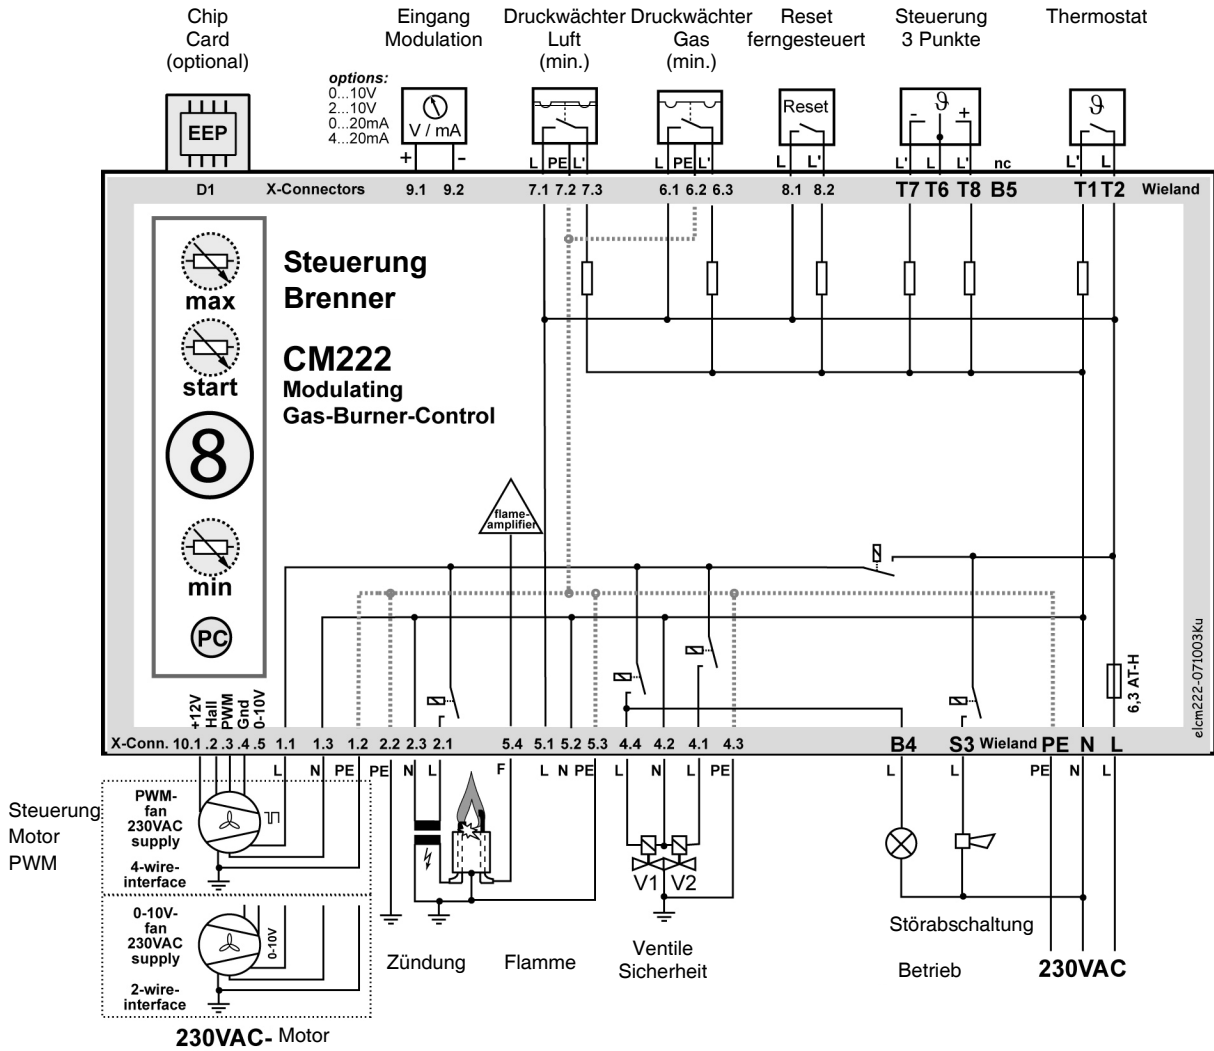 Chip
Card
(optional)
Eingang
Modulation
Druckwächter
Luft
(min.)
Druckwächter
Gas
(min.)
Reset
ferngesteuert
Steuerung
3 Punkte
Thermostat
options:
0...10V
2...10V
0...20mA
4...20mA
EEP
V / mA
Reset
ϑ
- +
ϑ
+ -
L PE L'
L PE L'
L L'
L' L L' nc
L' L
D1 X-Connectors 9.1 9.2 7.1 7.2 7.3 6.1 6.2 6.3 8.1 8.2 T7 T6 T8 B5 T1 T2 Wieland
max
start
8
min
PC
Steuerung
Brenner
CM222
Modulating
Gas-Burner-Control
flame-
amplifier
6,3 AT-H
elcm222-071003Ku
+12V
Hall
PWM
Gnd
0-10V
X-Conn. 10.1 .2 .3 .4 .5 1.1 1.3 1.2 2.2 2.3 2.1 5.4 5.1 5.2 5.3 4.4 4.2 4.1 4.3 B4 S3 Wieland PE N L
L N PE PE N L F L N PE L N L PE L L PE N L
Steuerung
Motor
PWM
PWM-
fan
230VAC
supply
4-wire-
interface
0-10V-
fan
230VAC
supply
0-10V
2-wire-
interface
230VAC- Motor
Zündung
Flamme
V1 V2
Ventile
Sicherheit
Störabschaltung
Betrieb
230VAC